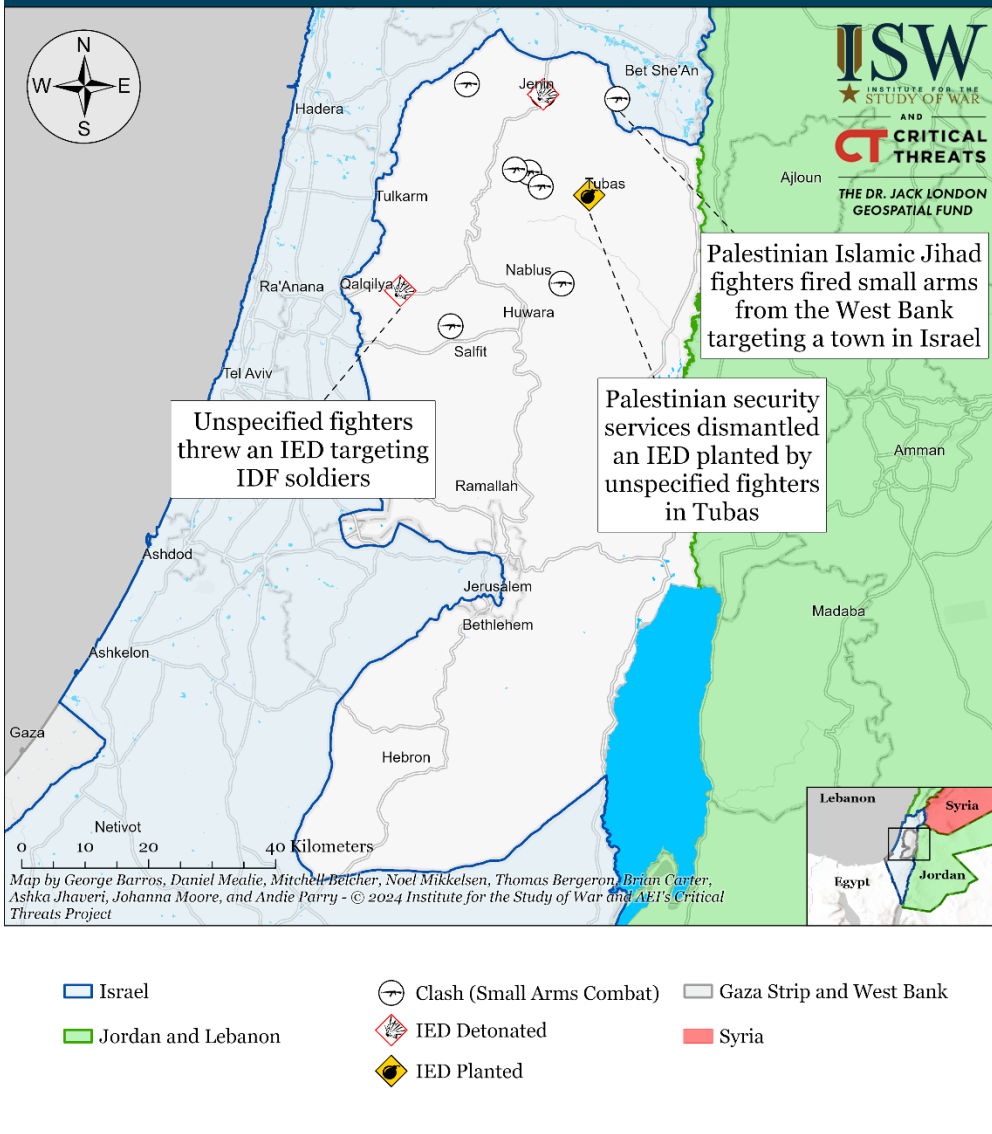 N
W E
S
ISW
INSTITUTE FOR THE
STUDY OF WAR
AND
CT CRITICAL
THREATS
THE DR. JACK LONDON
GEOSPATIAL FUND
Bet She'An
Jenin
Hadera
Ajloun
Tubas
Tulkarm
Palestinian Islamic Jihad
fighters fired small arms
from the West Bank
targeting a town in Israel
Nablus
Ra'Anana
Qalqilya
Huwara
Salfit
Tel Aviv
Unspecified fighters
threw an IED targeting
IDF soldiers
Palestinian security
services dismantled
an IED planted by
unspecified fighters
in Tubas
Amman
Ramallah
Ashdod
Jerusalem
Madaba
Bethlehem
Ashkelon
Gaza
Hebron
Netivot
0 10 20 40 Kilometers
Map by George Barros, Daniel Mealie, Mitchell Belcher, Noel Mikkelsen, Thomas Bergeron, Brian Carter,
Ashka Jhaveri, Johanna Moore, and Andie Parry - © 2024 Institute for the Study of War and AEI's Critical
Threats Project
Lebanon
Syria
Egypt
Jordan
Israel
Jordan and Lebanon
Clash (Small Arms Combat)
IED Detonated
IED Planted
Gaza Strip and West Bank
Syria